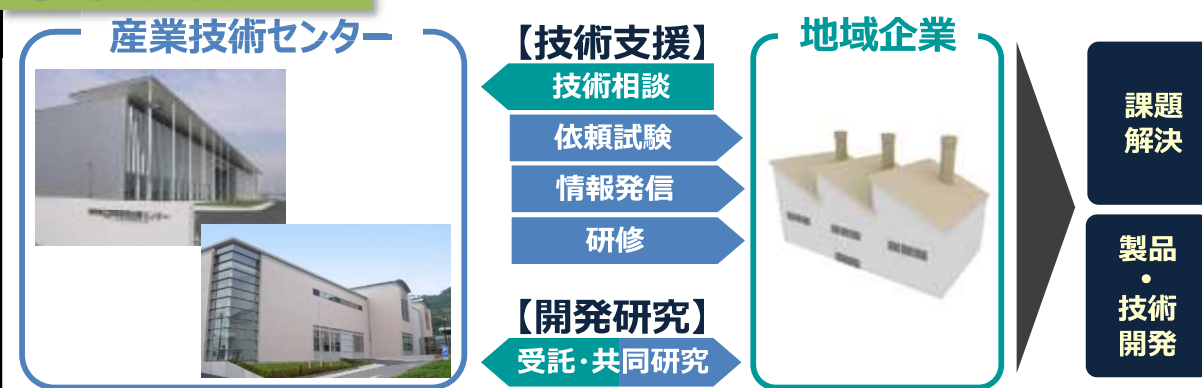 産業技術センター
【技術支援】
技術相談
依頼試験
情報発信
研修
【開発研究】
受託・共同研究
地域企業
課題
解決
製品
・
技術
開発